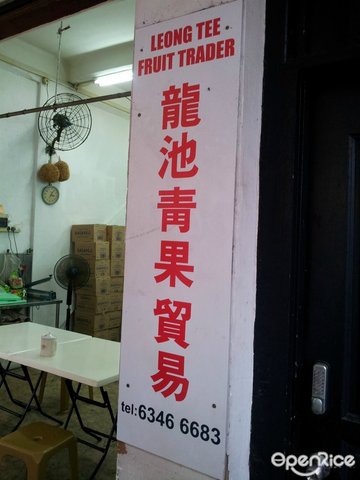 LEONG TEE
FRUIT TRADER
龍池青果貿易
tel:6346 6683
OpenRice